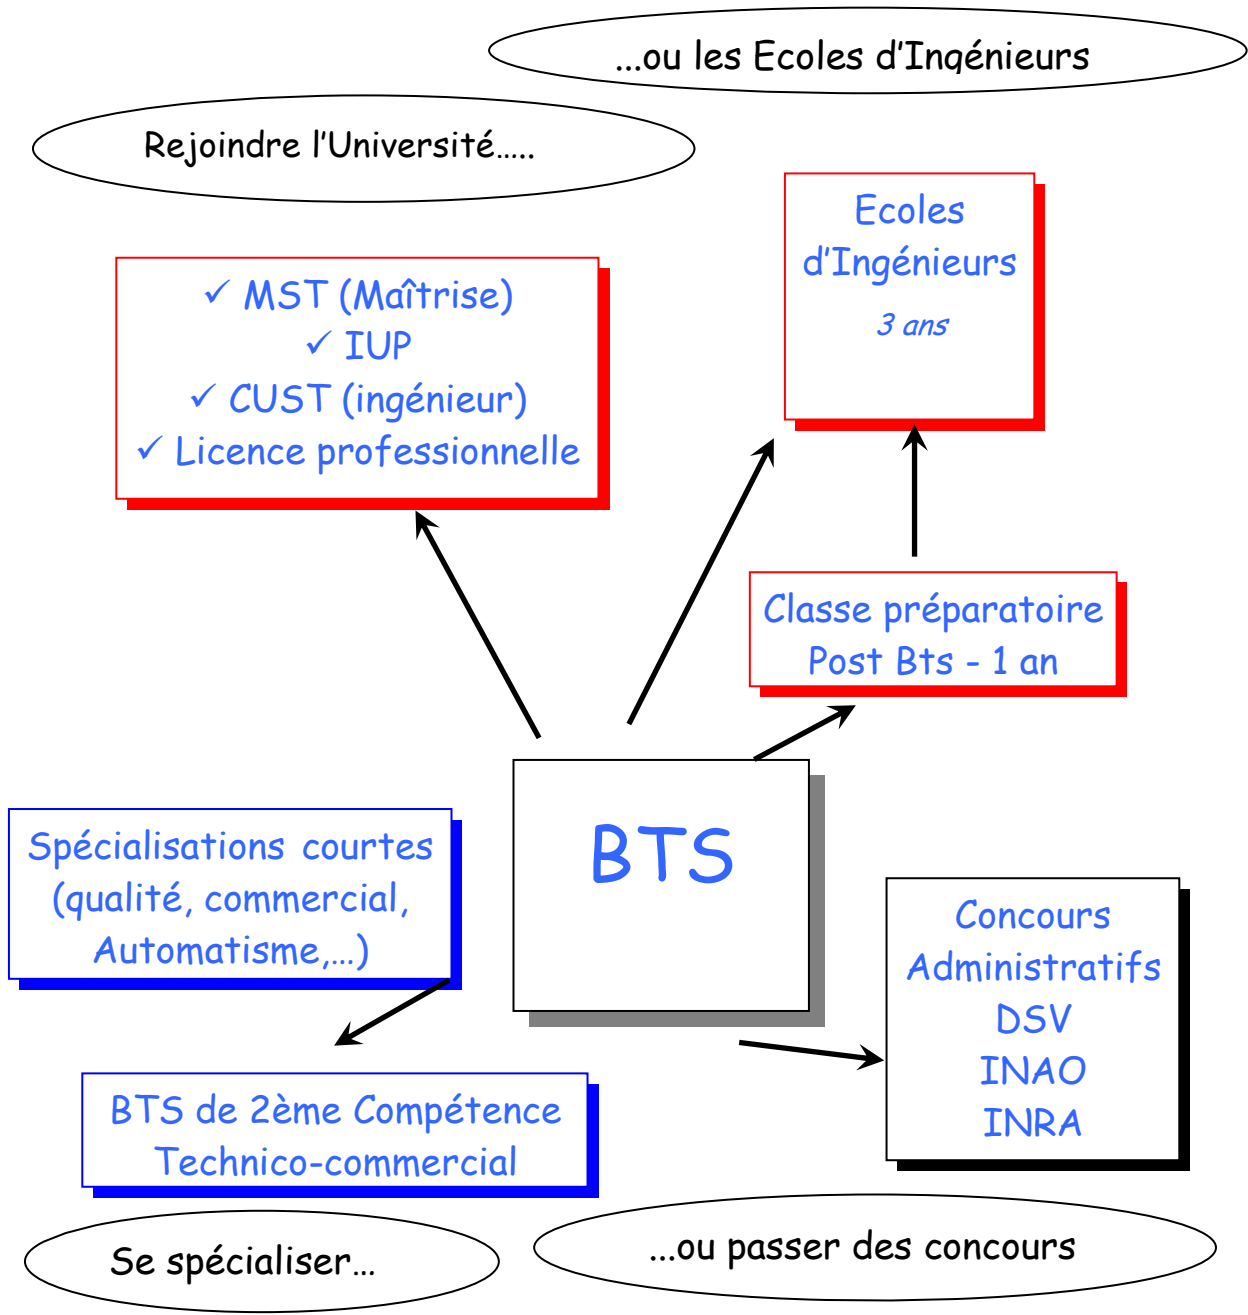 ...ou les Ecoles d'Ingénieurs
Rejoindre l'Université…..
Ecoles
d'Ingénieurs
3 ans
✓ MST (Maîtrise)
✓ IUP
✓ CUST (ingénieur)
✓ Licence professionnelle
Classe préparatoire
Post Bts - 1 an
BTS
Spécialisations courtes
(qualité, commercial,
Automatisme,…)
Concours
Administratifs
DSV
INAO
INRA
BTS de 2ème Compétence
Technico-commercial
Se spécialiser…
...ou passer des concours